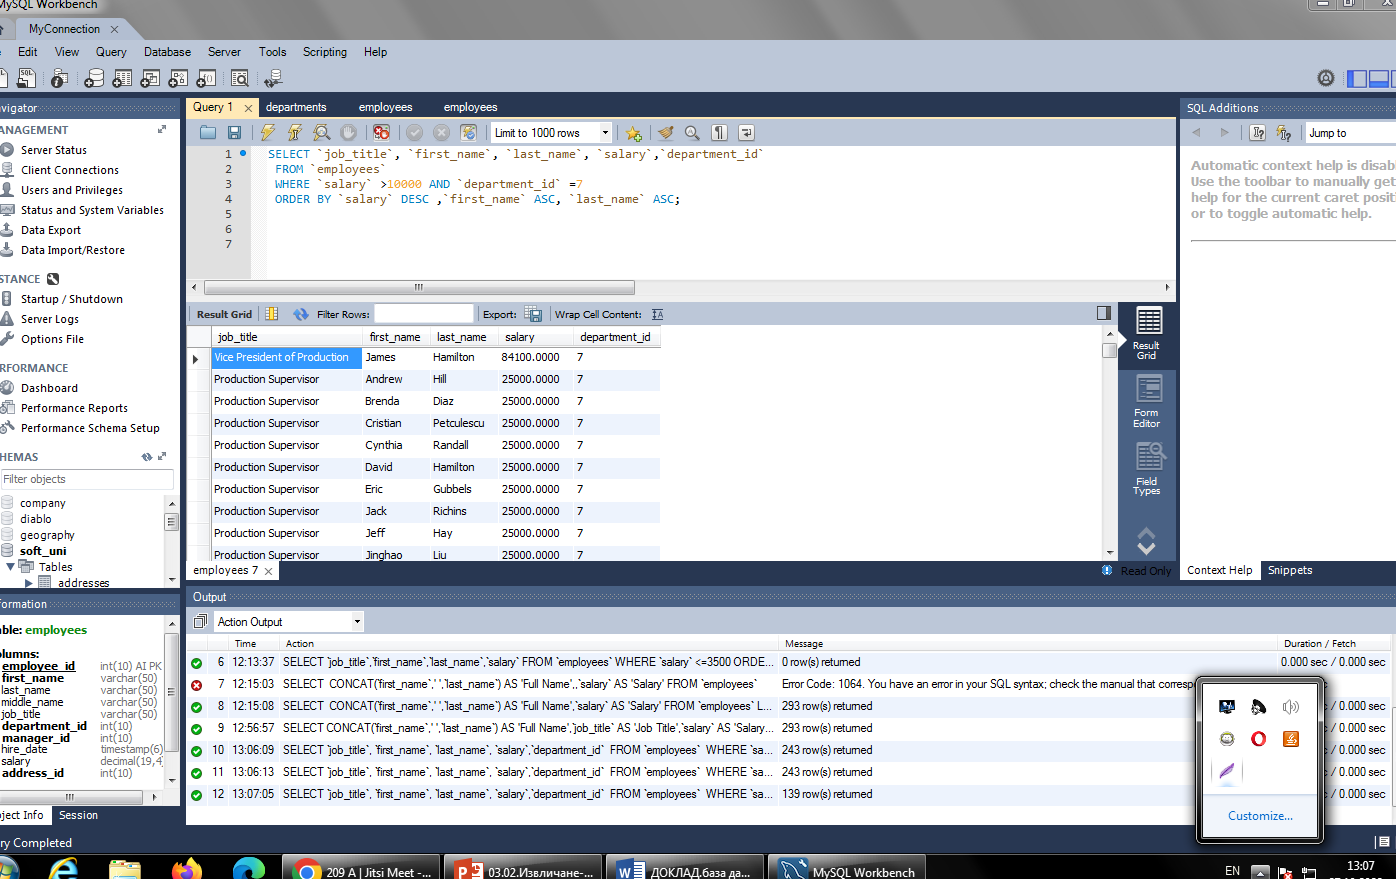 MySQL Workbench
MyConnection
Edit View Query Database Server Tools Scripting Help
Navigator
MANAGEMENT
Server Status
Client Connections
Users and Privileges
Status and System Variables
Data Export
Data Import/Restore
STANCE
Startup / Shutdown
Server Logs
Options File
RFORMANCE
Dashboard
Performance Reports
Performance Schema Setup
HEMAS
Filter objects
company
diablo
geography
soft_uni
Tables
addresses
formation
ble: employees
olumns:
employee_id int(10) AI PK
first_name varchar(50)
last_name varchar(50)
middle_name varchar(50)
job_title varchar(50)
department_id int(10)
manager_id int(10)
hire_date timestamp(6)
salary decimal(19,4
address_id int(10)
ject Info Session
ry Completed
Query 1 departments employees employees
Limit to 1000 rows
1 SELECT `job_title`, `first_name`, `last_name`, `salary`,`department_id`
2 FROM `employees`
3 WHERE `salary` >10000 AND `department_id` =7
4 ORDER BY `salary` DESC ,`first_name` ASC, `last_name` ASC;
5
6
7
Result Grid Filter Rows: Export: Wrap Cell Content:
job_title first_name last_name salary department_id
Vice President of Production James Hamilton 84100.0000 7
Production Supervisor Andrew Hill 25000.0000 7
Production Supervisor Brenda Diaz 25000.0000 7
Production Supervisor Cristian Petculescu 25000.0000 7
Production Supervisor Cynthia Randall 25000.0000 7
Production Supervisor David Hamilton 25000.0000 7
Production Supervisor Eric Gubbels 25000.0000 7
Production Supervisor Jack Richins 25000.0000 7
Production Supervisor Jeff Hay 25000.0000 7
Production Supervisor Jinghao Liu 25000.0000 7
Result
Grid
Form
Editor
Field
Types
employees 7 Read Only
SQL Additions
Jump to
Automatic context help is disab
Use the toolbar to manually get
help for the current caret positi
or to toggle automatic help.
Context Help Snippets
Output
Action Output
Time Action Message Duration / Fetch
6 12:13:37 SELECT `job_title`,`first_name`,`last_name`,`salary` FROM `employees` WHERE `salary` <=3500 ORDE... 0 row(s) returned 0.000 sec / 0.000 sec
7 12:15:03 SELECT CONCAT(`first_name`,' ',`last_name`) AS 'Full Name',,`salary` AS 'Salary' FROM `employees` Error Code: 1064. You have an error in your SQL syntax; check the manual that corresp
8 12:15:08 SELECT CONCAT(`first_name`,' ',`last_name`) AS 'Full Name',`salary` AS 'Salary' FROM `employees` L... 293 row(s) returned / 0.000 sec
9 12:56:57 SELECT CONCAT(`first_name`,' ',`last_name`) AS 'Full Name',`job_title` AS 'Job Title',`salary` AS 'Salary... 293 row(s) returned / 0.000 sec
10 13:06:09 SELECT `job_title`, `first_name`, `last_name`, `salary`,`department_id` FROM `employees` WHERE `sa... 243 row(s) returned / 0.000 sec
11 13:06:13 SELECT `job_title`, `first_name`, `last_name`, `salary`,`department_id` FROM `employees` WHERE `sa... 243 row(s) returned / 0.000 sec
12 13:07:05 SELECT `job_title`, `first_name`, `last_name`, `salary`,`department_id` FROM `employees` WHERE `sa... 139 row(s) returned / 0.000 sec
Customize...
209 A | Jitsi Meet -... 03.02.Извличане-... ДОКЛАД.база да... MySQL Workbench EN 13:07